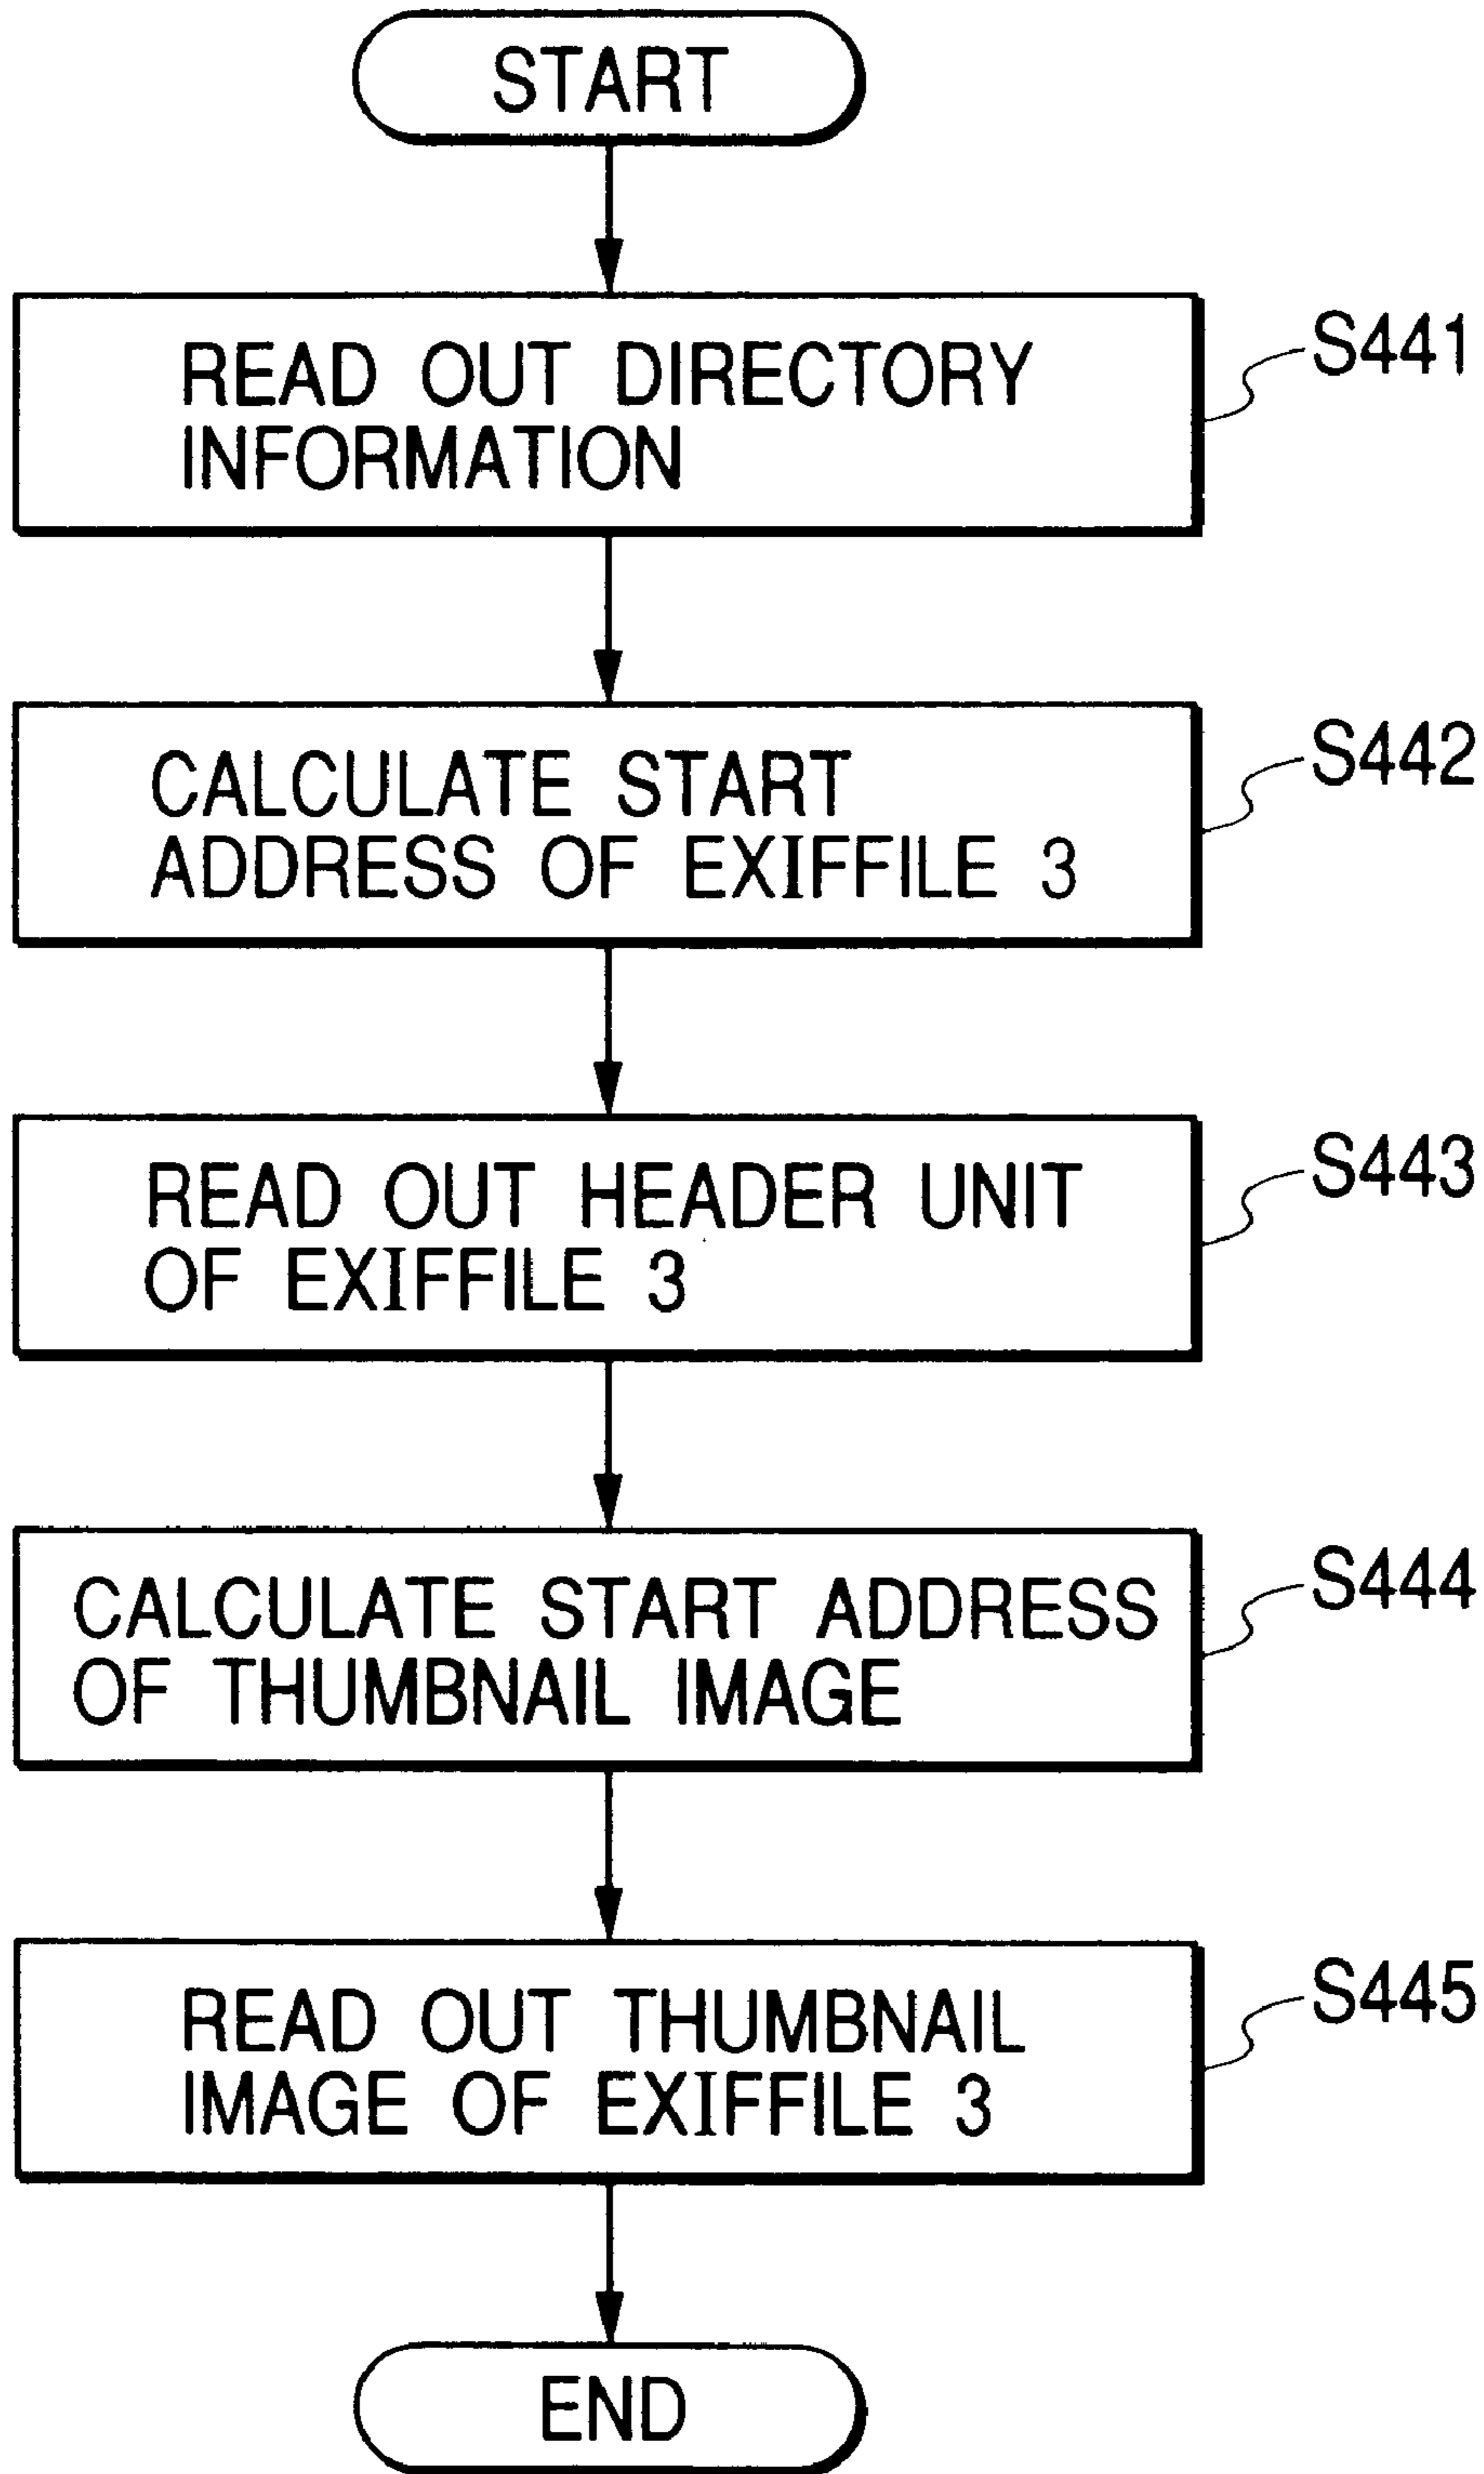 START
READ OUT DIRECTORY
INFORMATION
S441
CALCULATE START
ADDRESS OF EXIFFILE 3
S442
READ OUT HEADER UNIT
OF EXIFFILE 3
S443
CALCULATE START ADDRESS
OF THUMBNAIL IMAGE
S444
READ OUT THUMBNAIL
IMAGE OF EXIFFILE 3
S445
END